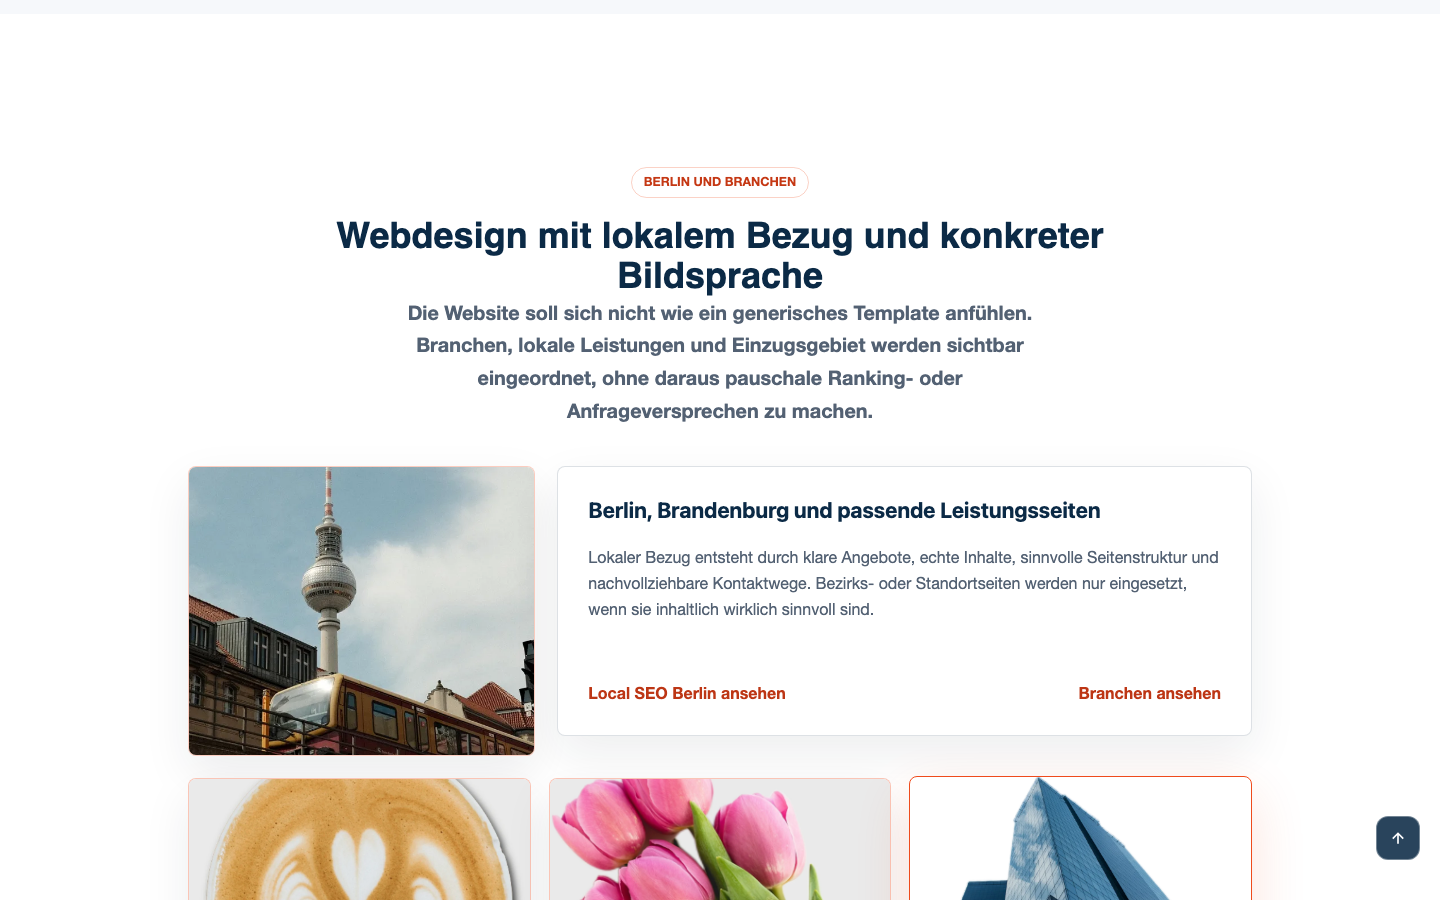 BERLIN UND BRANCHEN
Webdesign mit lokalem Bezug und konkreter
Bildsprache
Die Website soll sich nicht wie ein generisches Template anfühlen.
Branchen, lokale Leistungen und Einzugsgebiet werden sichtbar
eingeordnet, ohne daraus pauschale Ranking- oder
Anfrageversprechen zu machen.
Berlin, Brandenburg und passende Leistungsseiten
Lokaler Bezug entsteht durch klare Angebote, echte Inhalte, sinnvolle Seitenstruktur und
nachvollziehbare Kontaktwege. Bezirks- oder Standortseiten werden nur eingesetzt,
wenn sie inhaltlich wirklich sinnvoll sind.
Local SEO Berlin ansehen
Branchen ansehen